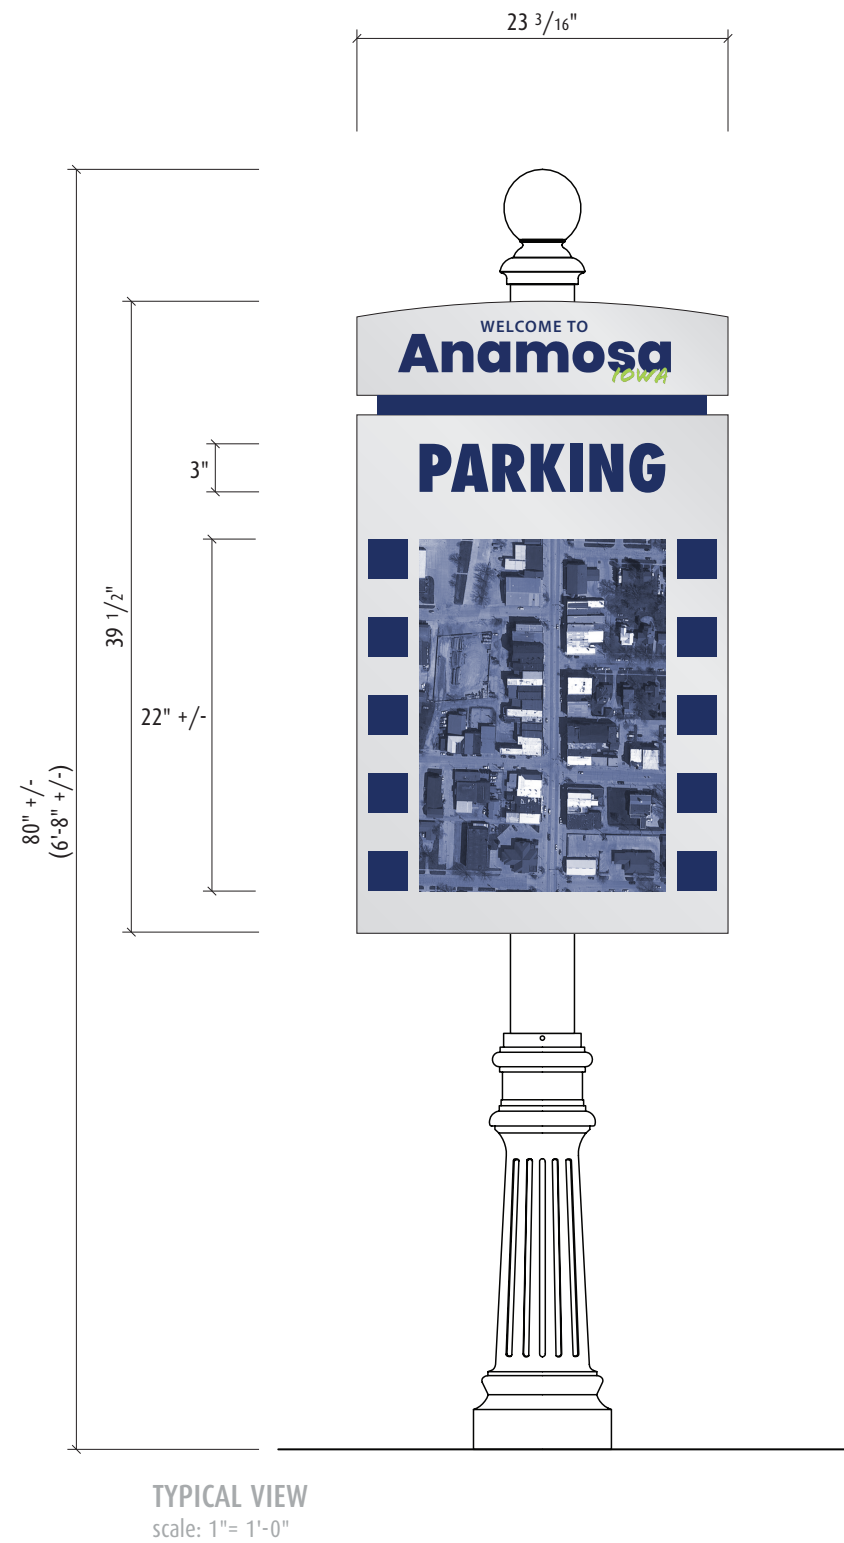 23 3/16"
WELCOME TO
Anamosa
IOWA
PARKING
3"
39 1/2"
22" +/-
80" +/-
(6'-8" +/-)
TYPICAL VIEW
scale: 1"= 1'-0"